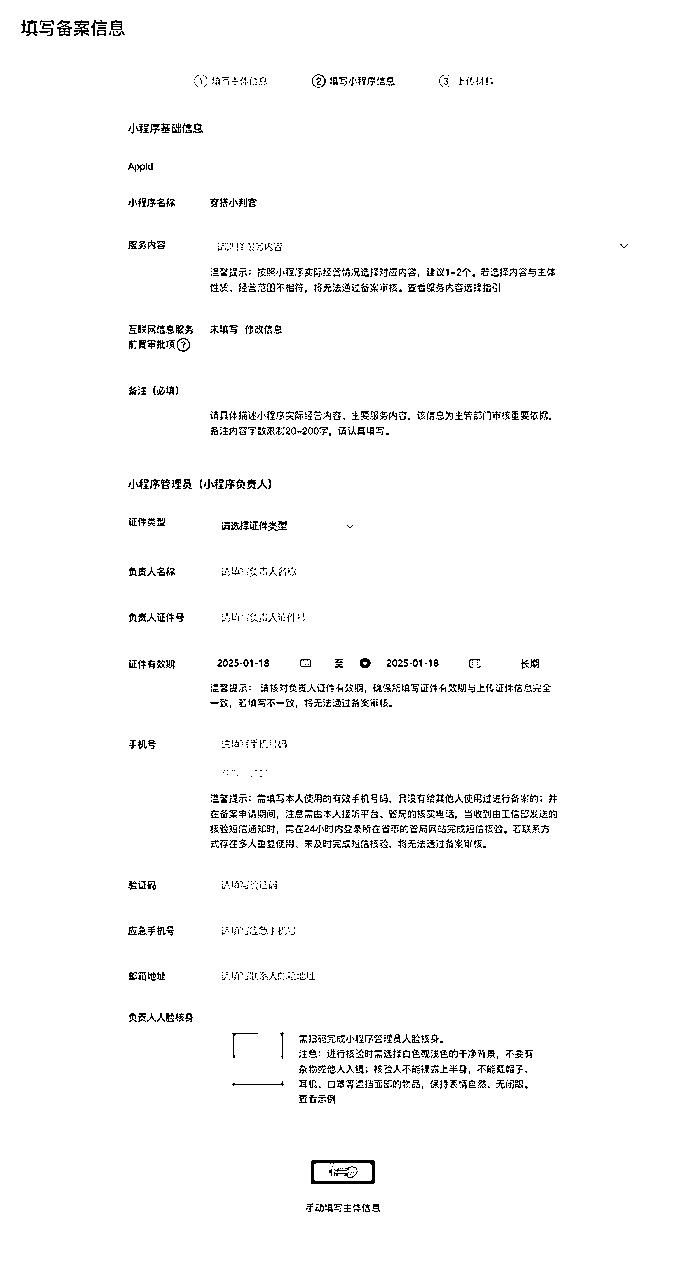 填写备案信息
① 填写主体信息 ② 填写小程序信息 ③ 上传材料
小程序基础信息
AppId
小程序名称 穿搭小判官
服务内容 请选择服务内容
温馨提示：按照小程序实际经营情况选择对应内容，建议1-2个。若选择内容与主体
性质、经营范围不相符，将无法通过备案审核。查看服务内容选择指引
互联网信息服务 未填写 修改信息
前置审批项?
备注（必填）
请具体描述小程序实际经营内容、主要服务内容，该信息为主管部门审核重要依据，
备注内容字数限制20~200字，请认真填写。
小程序管理员（小程序负责人）
证件类型 请选择证件类型
负责人名称 请填写负责人名称
负责人证件号 请填写负责人证件号
证件有效期 2025-01-18 至 2025-01-18 长期
温馨提示： 请核对负责人证件有效期，确保所填写证件有效期与上传证件信息完全
一致，若填写不一致，将无法通过备案审核。
手机号 请填写手机号码
温馨提示：需填写本人使用的有效手机号码、且没有给其他人使用过进行备案的；并
在备案申请期间，注意需由本人接听平台、管局的核实电话，当收到由工信部发送的
核验短信通知时，需在24小时内登录所在省市的管局网站完成短信核验。若联系方
式存在多人重复使用、未及时完成短信核验、将无法通过备案审核。
验证码 请填写验证码
应急手机号 请填写应急手机号
邮箱地址 请填写联系人邮箱地址
负责人人脸核身
需扫码完成小程序管理员人脸核身。
注意：进行核验时需选择白色或浅色的干净背景，不要有
杂物或他人入镜；核验人不能裸露上半身，不能戴帽子、
耳机、口罩等遮挡面部的物品，保持表情自然、无闭眼。
查看示例
手动填写主体信息